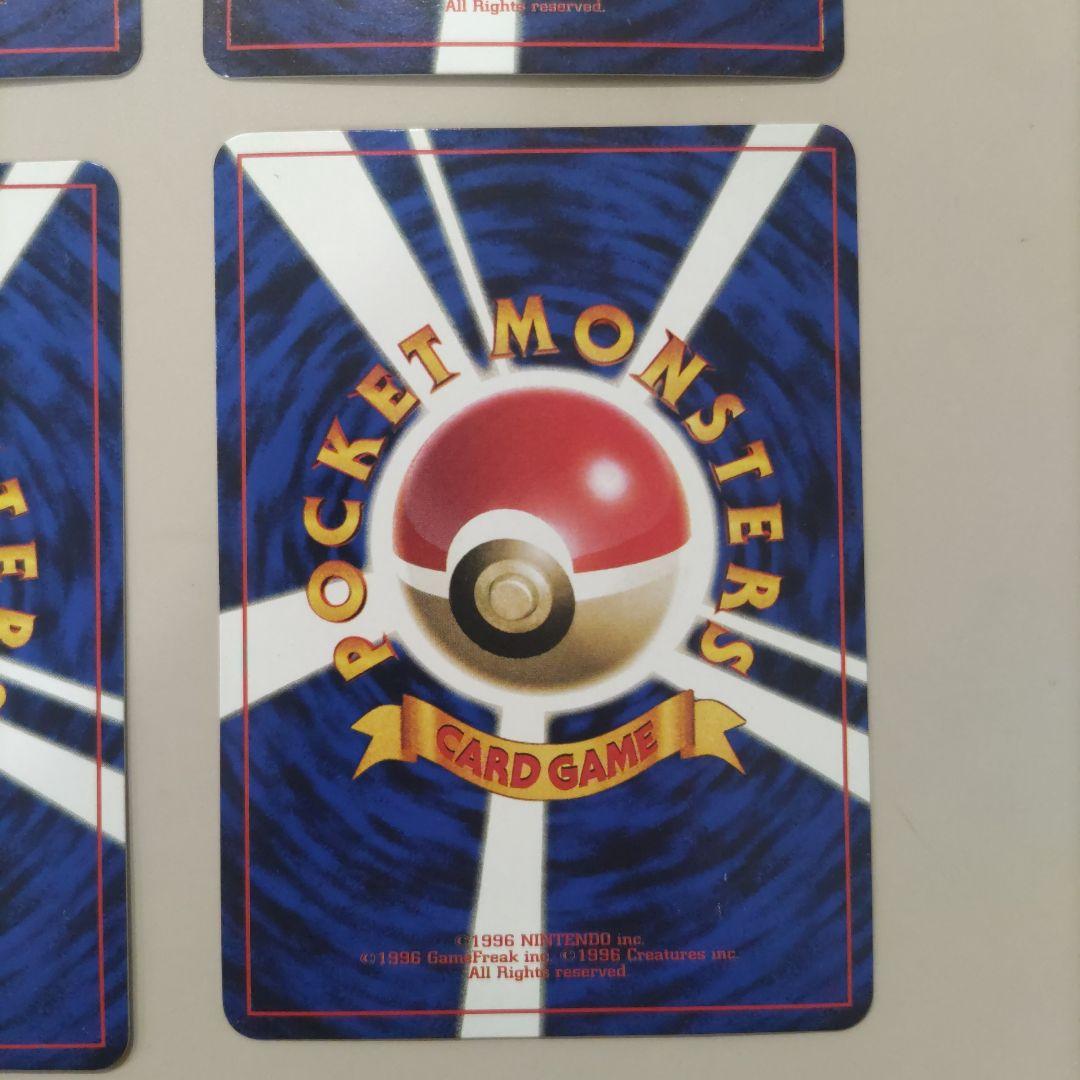 All Rights reserved.
POCKET MONSTERS
CARD GAME
©1996 NINTENDO inc.
©1996 GameFreak inc. ©1996 Creatures inc.
All Rights reserved.
TER